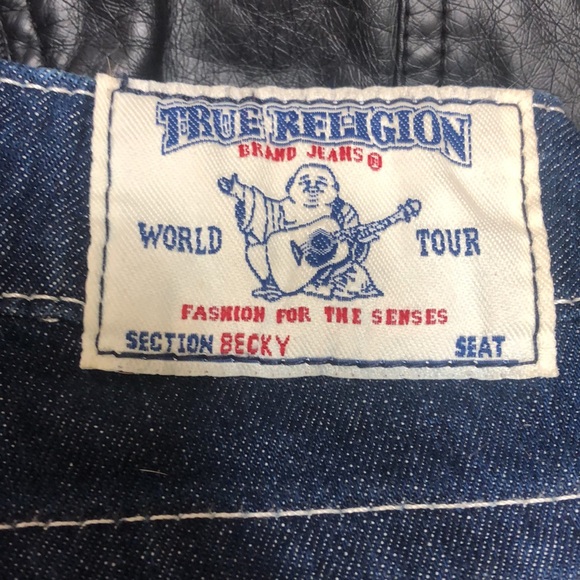 TRUE RELIGION
BRAND JEANS®
WORLD TOUR
FASHION FOR THE SENSES
SECTION BECKY SEAT